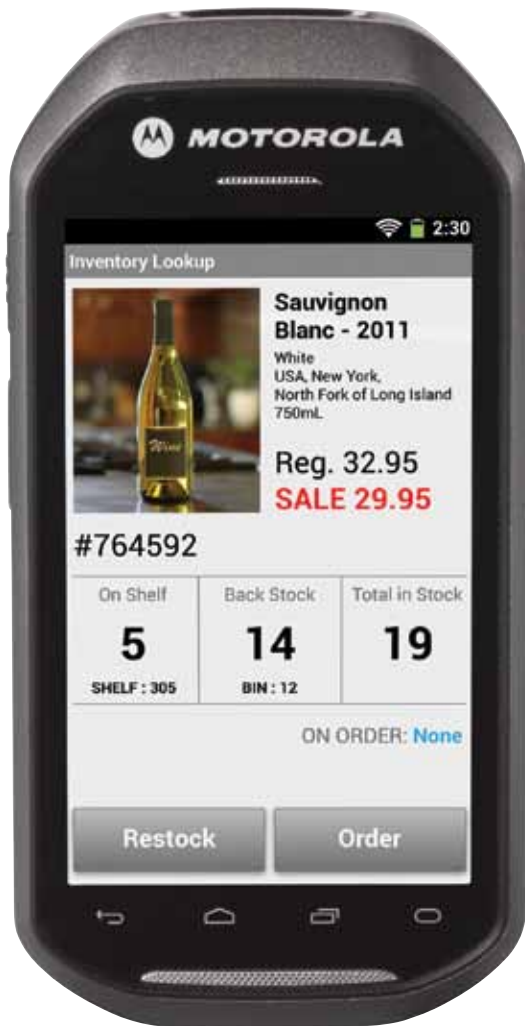 MOTOROLA
2:30
Inventory Lookup
Sauvignon
Blanc - 2011
White
USA, New York,
North Fork of Long Island
750mL
Wine
Reg. 32.95
SALE 29.95
#764592
On Shelf
Back Stock
Total in Stock
5
14
19
SHELF : 305
BIN : 12
ON ORDER: None
Restock
Order